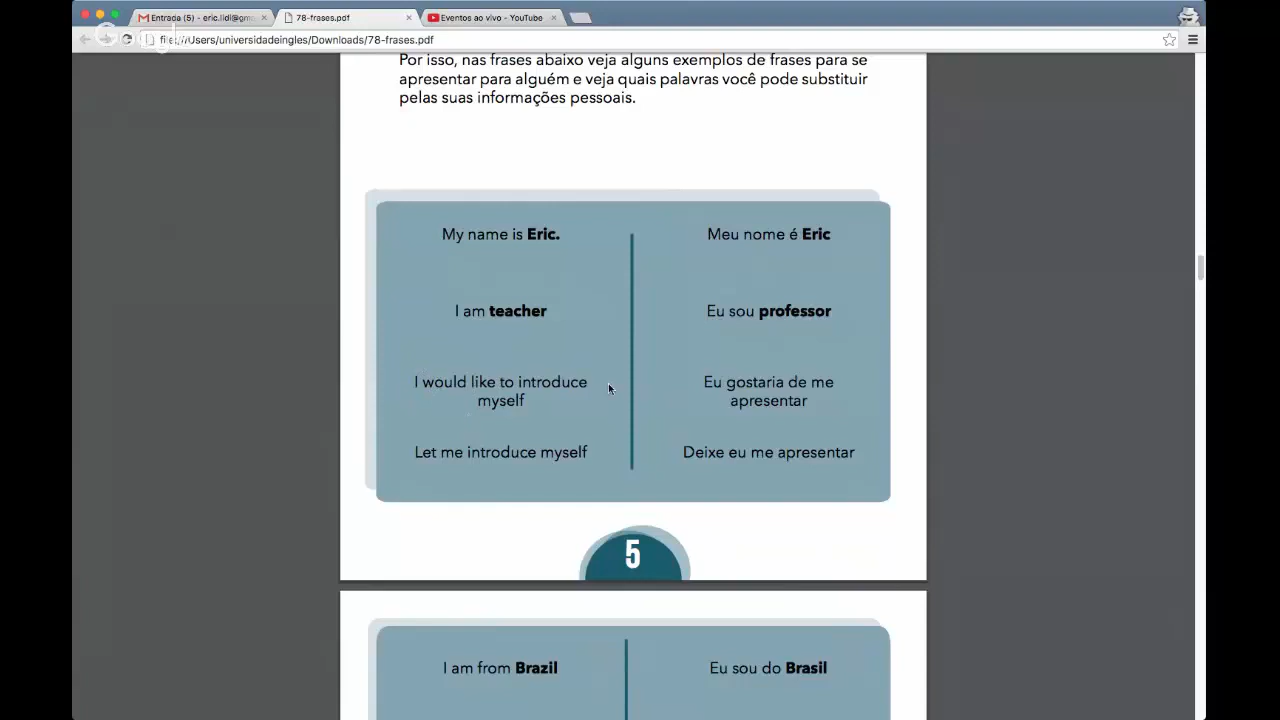 Entrada (5) - eric.lidi@gm
78-frases.pdf
Eventos ao vivo - YouTube
file:///Users/universidadeingles/Downloads/78-frases.pdf
Por isso, nas frases abaixo veja alguns exemplos de frases para se
apresentar para alguém e veja quais palavras você pode substituir
pelas suas informações pessoais.
My name is Eric.
Meu nome é Eric
I am teacher
Eu sou professor
I would like to introduce
myself
Eu gostaria de me
apresentar
Let me introduce myself
Deixe eu me apresentar
5
I am from Brazil
Eu sou do Brasil